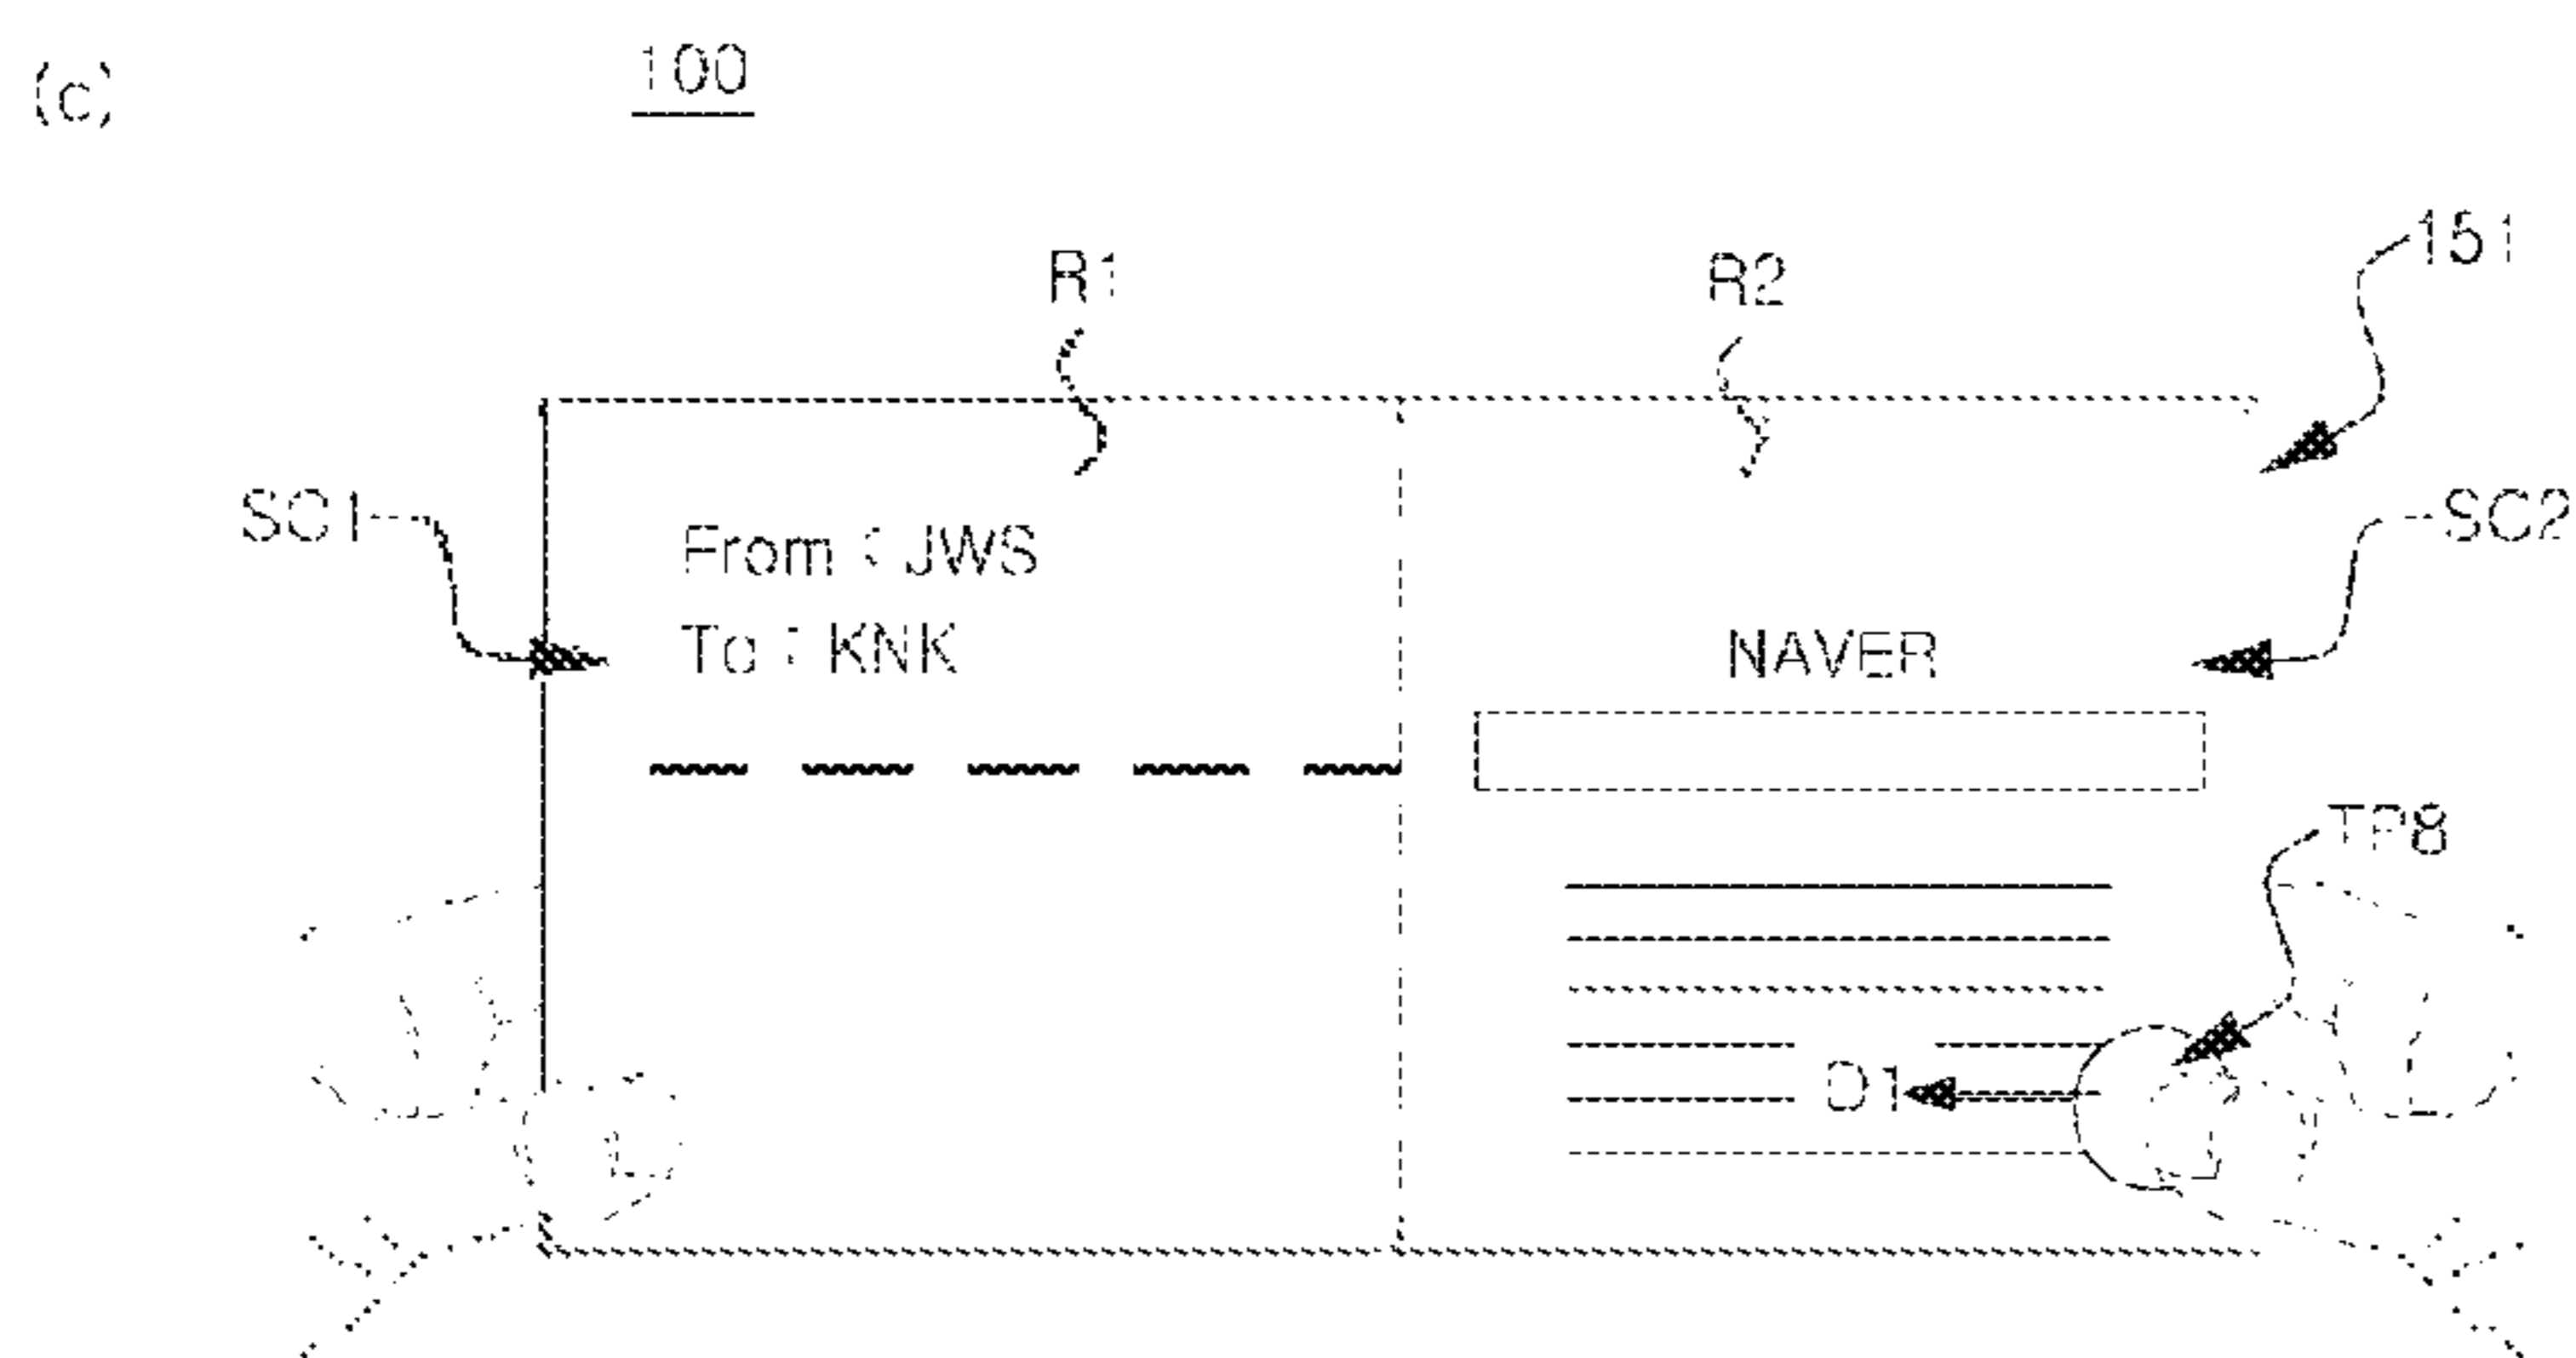 (c)
100
R1
R2
151
SC1
SC2
From : JWS
To : KNK
NAVER
TP8
D1